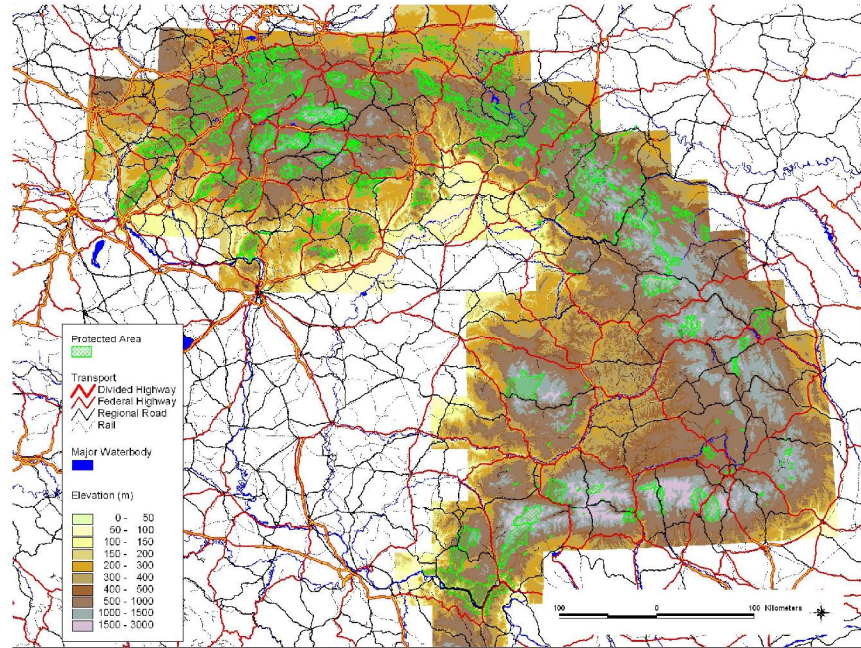 Protected Area
Transport
Divided Highway
Federal Highway
Regional Road
Rail
Major Waterbody
Elevation (m)
0 - 50
50 - 100
100 - 150
150 - 200
200 - 300
300 - 400
400 - 500
500 - 1000
1000 - 1500
1500 - 3000
100 0 100 Kilometers